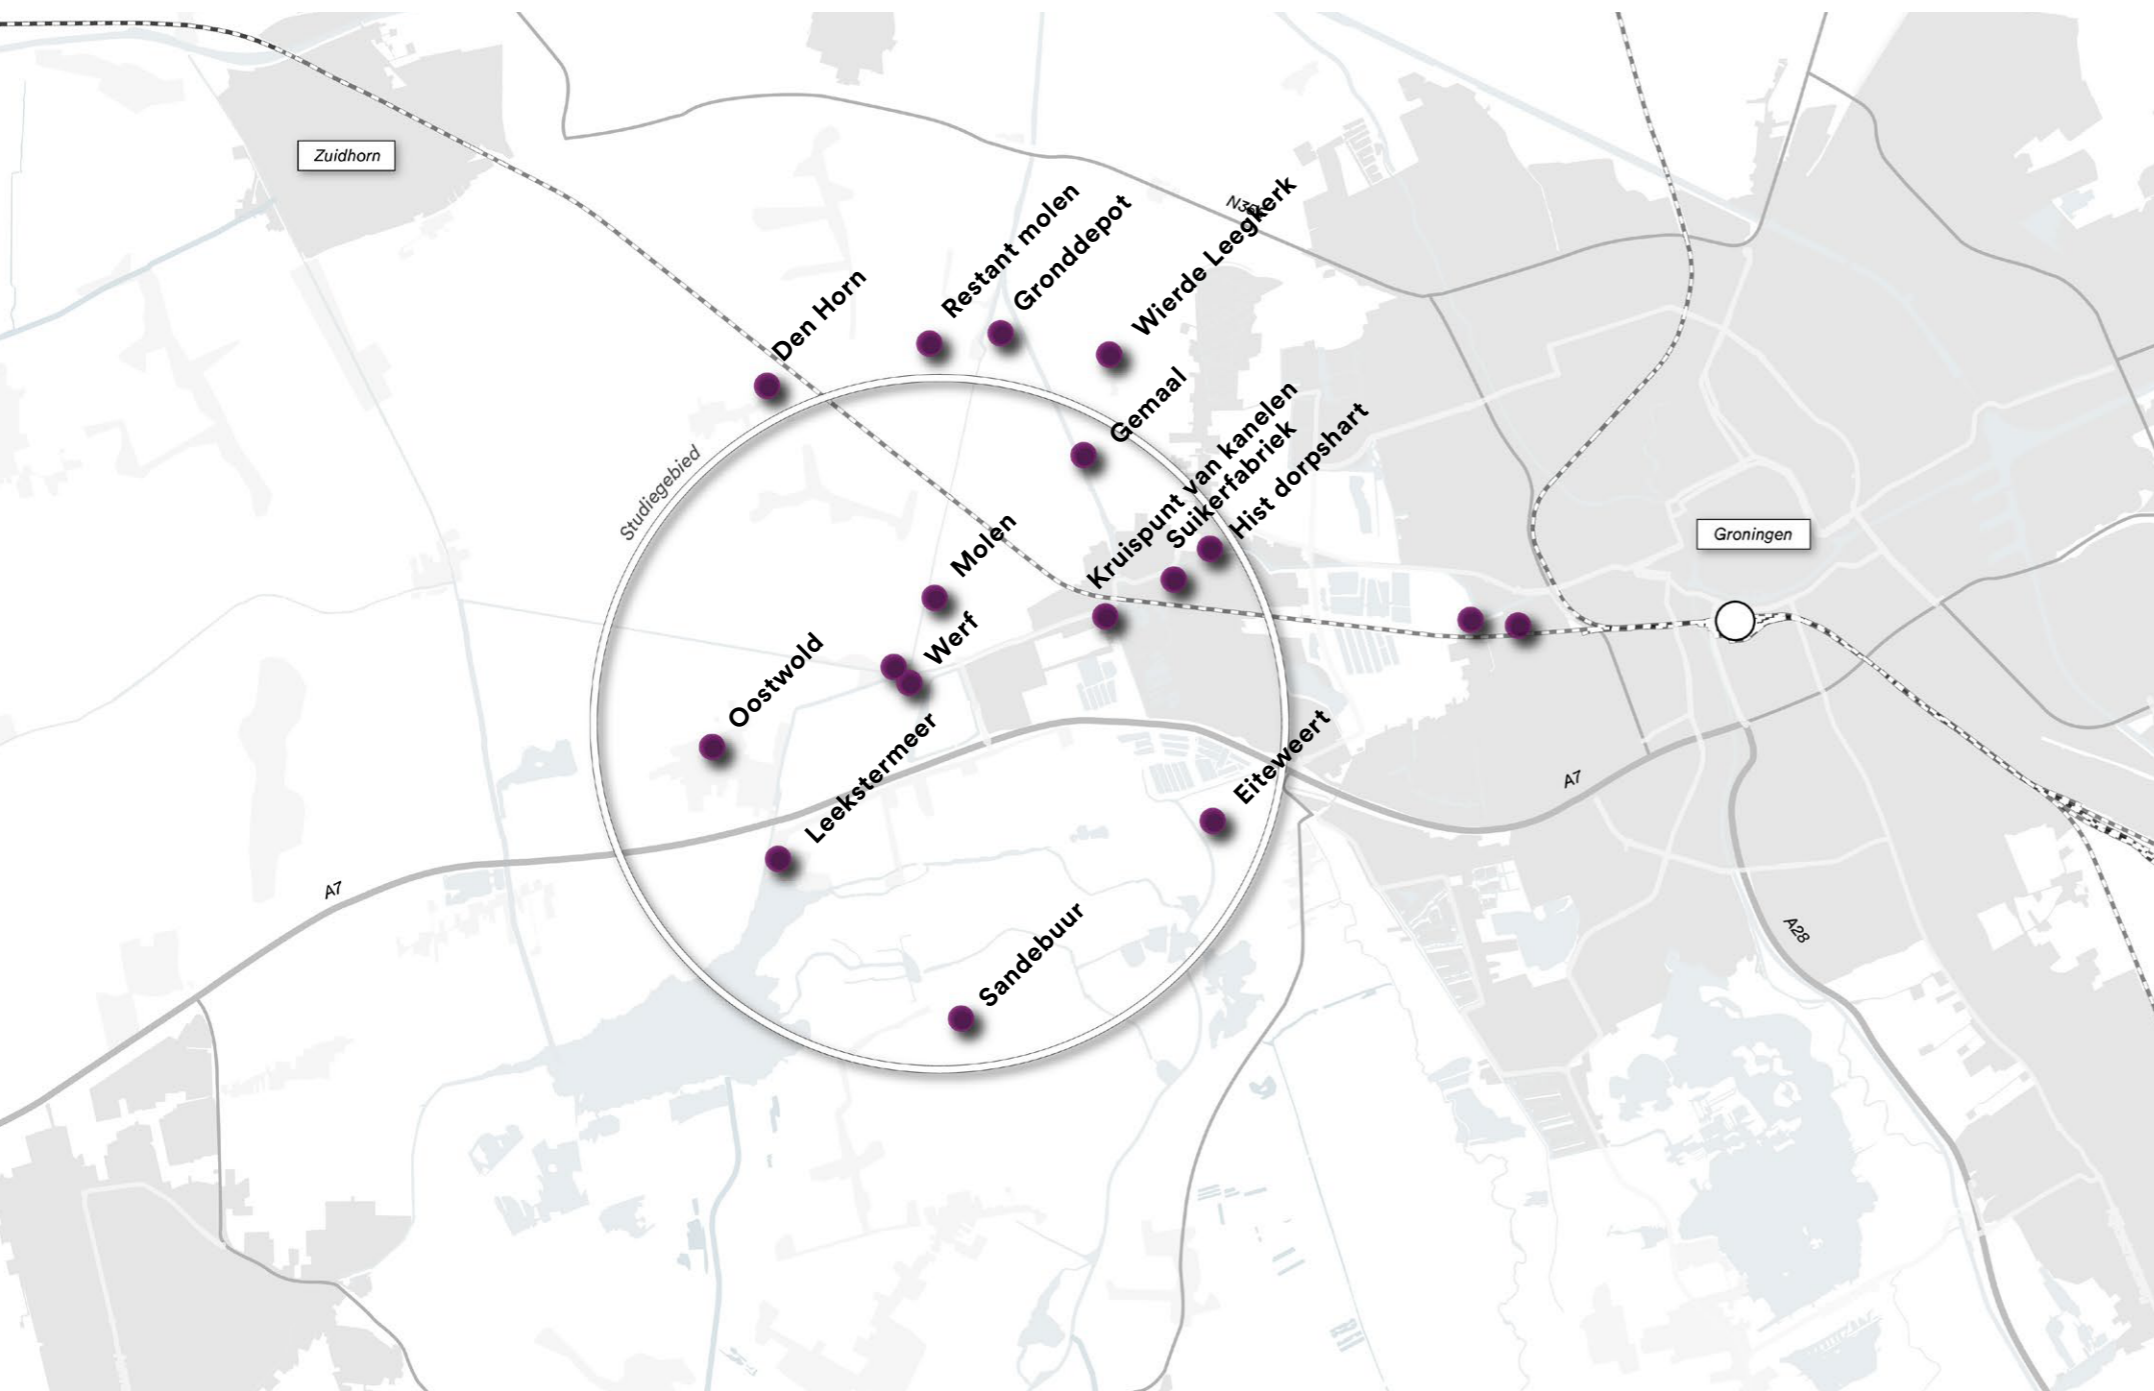 Zuidhorn
Restant molen
Gronddepot
Wierde Leegkerk
Den Horn
Gemaal
Kruispunt van kanelen
Suikerfabriek
Hist dorpshart
Studiegebied
Molen
Groningen
Werf
Oostwold
Leekstermeer
Eiteweert
A7
A7
Sandebuur
A28